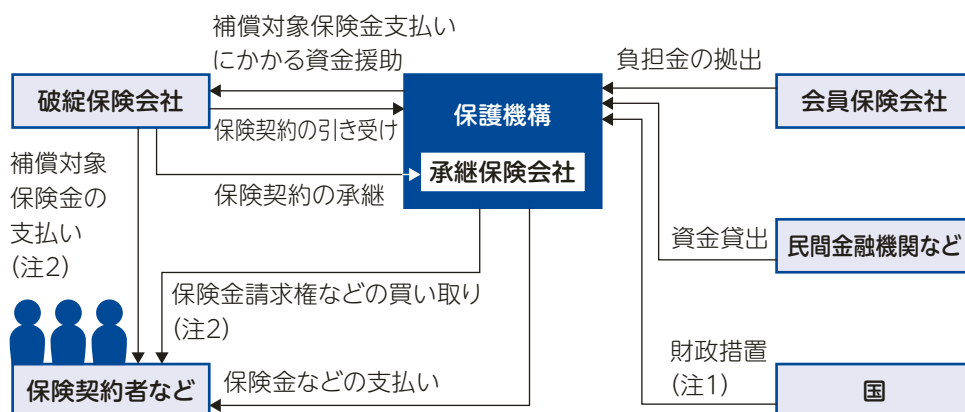 補償対象保険金支払い
にかかる資金援助
負担金の拠出
破綻保険会社
保護機構
会員保険会社
保険契約の引き受け
承継保険会社
保険契約の承継
補償対象
保険金の
支払い
(注2)
資金貸出
民間金融機関など
保険金請求権などの買い取り
(注2)
財政措置
(注1)
保険契約者など
保険金などの支払い
国